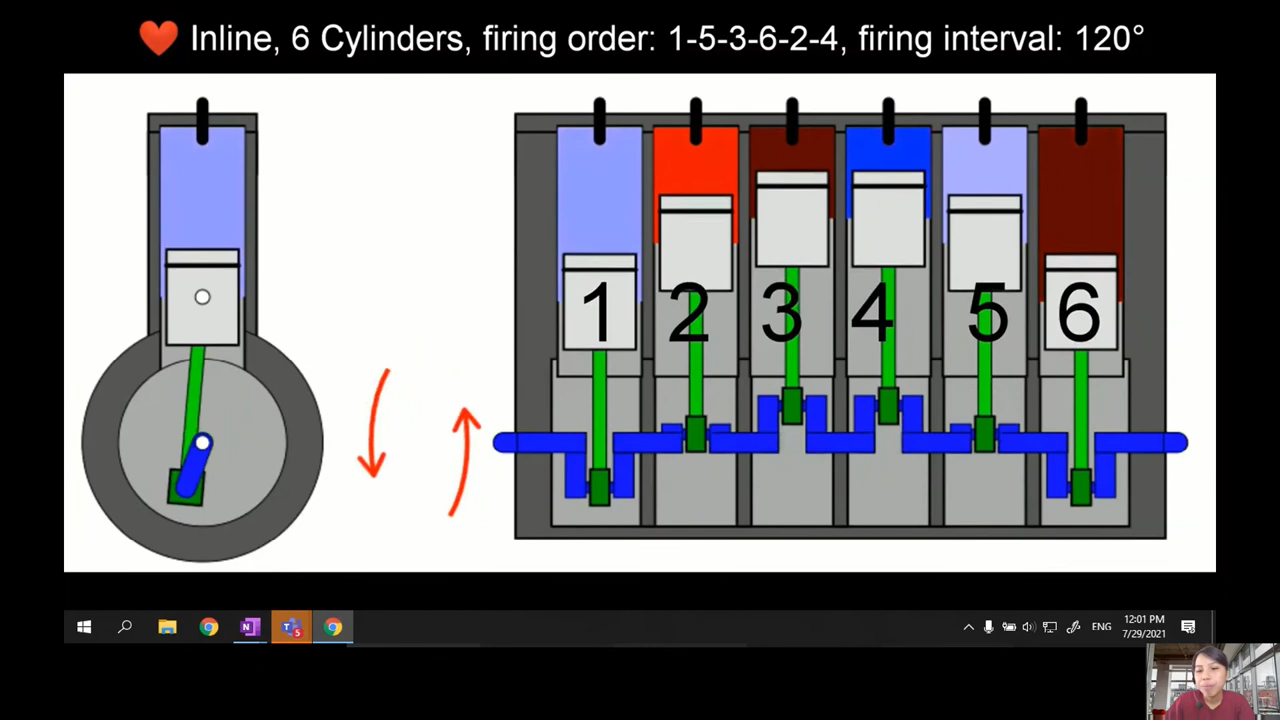 ❤️ Inline, 6 Cylinders, firing order: 1-5-3-6-2-4, firing interval: 120°
1 2 3 4 5 6
N
T
5
ENG
12:01 PM
7/29/2021